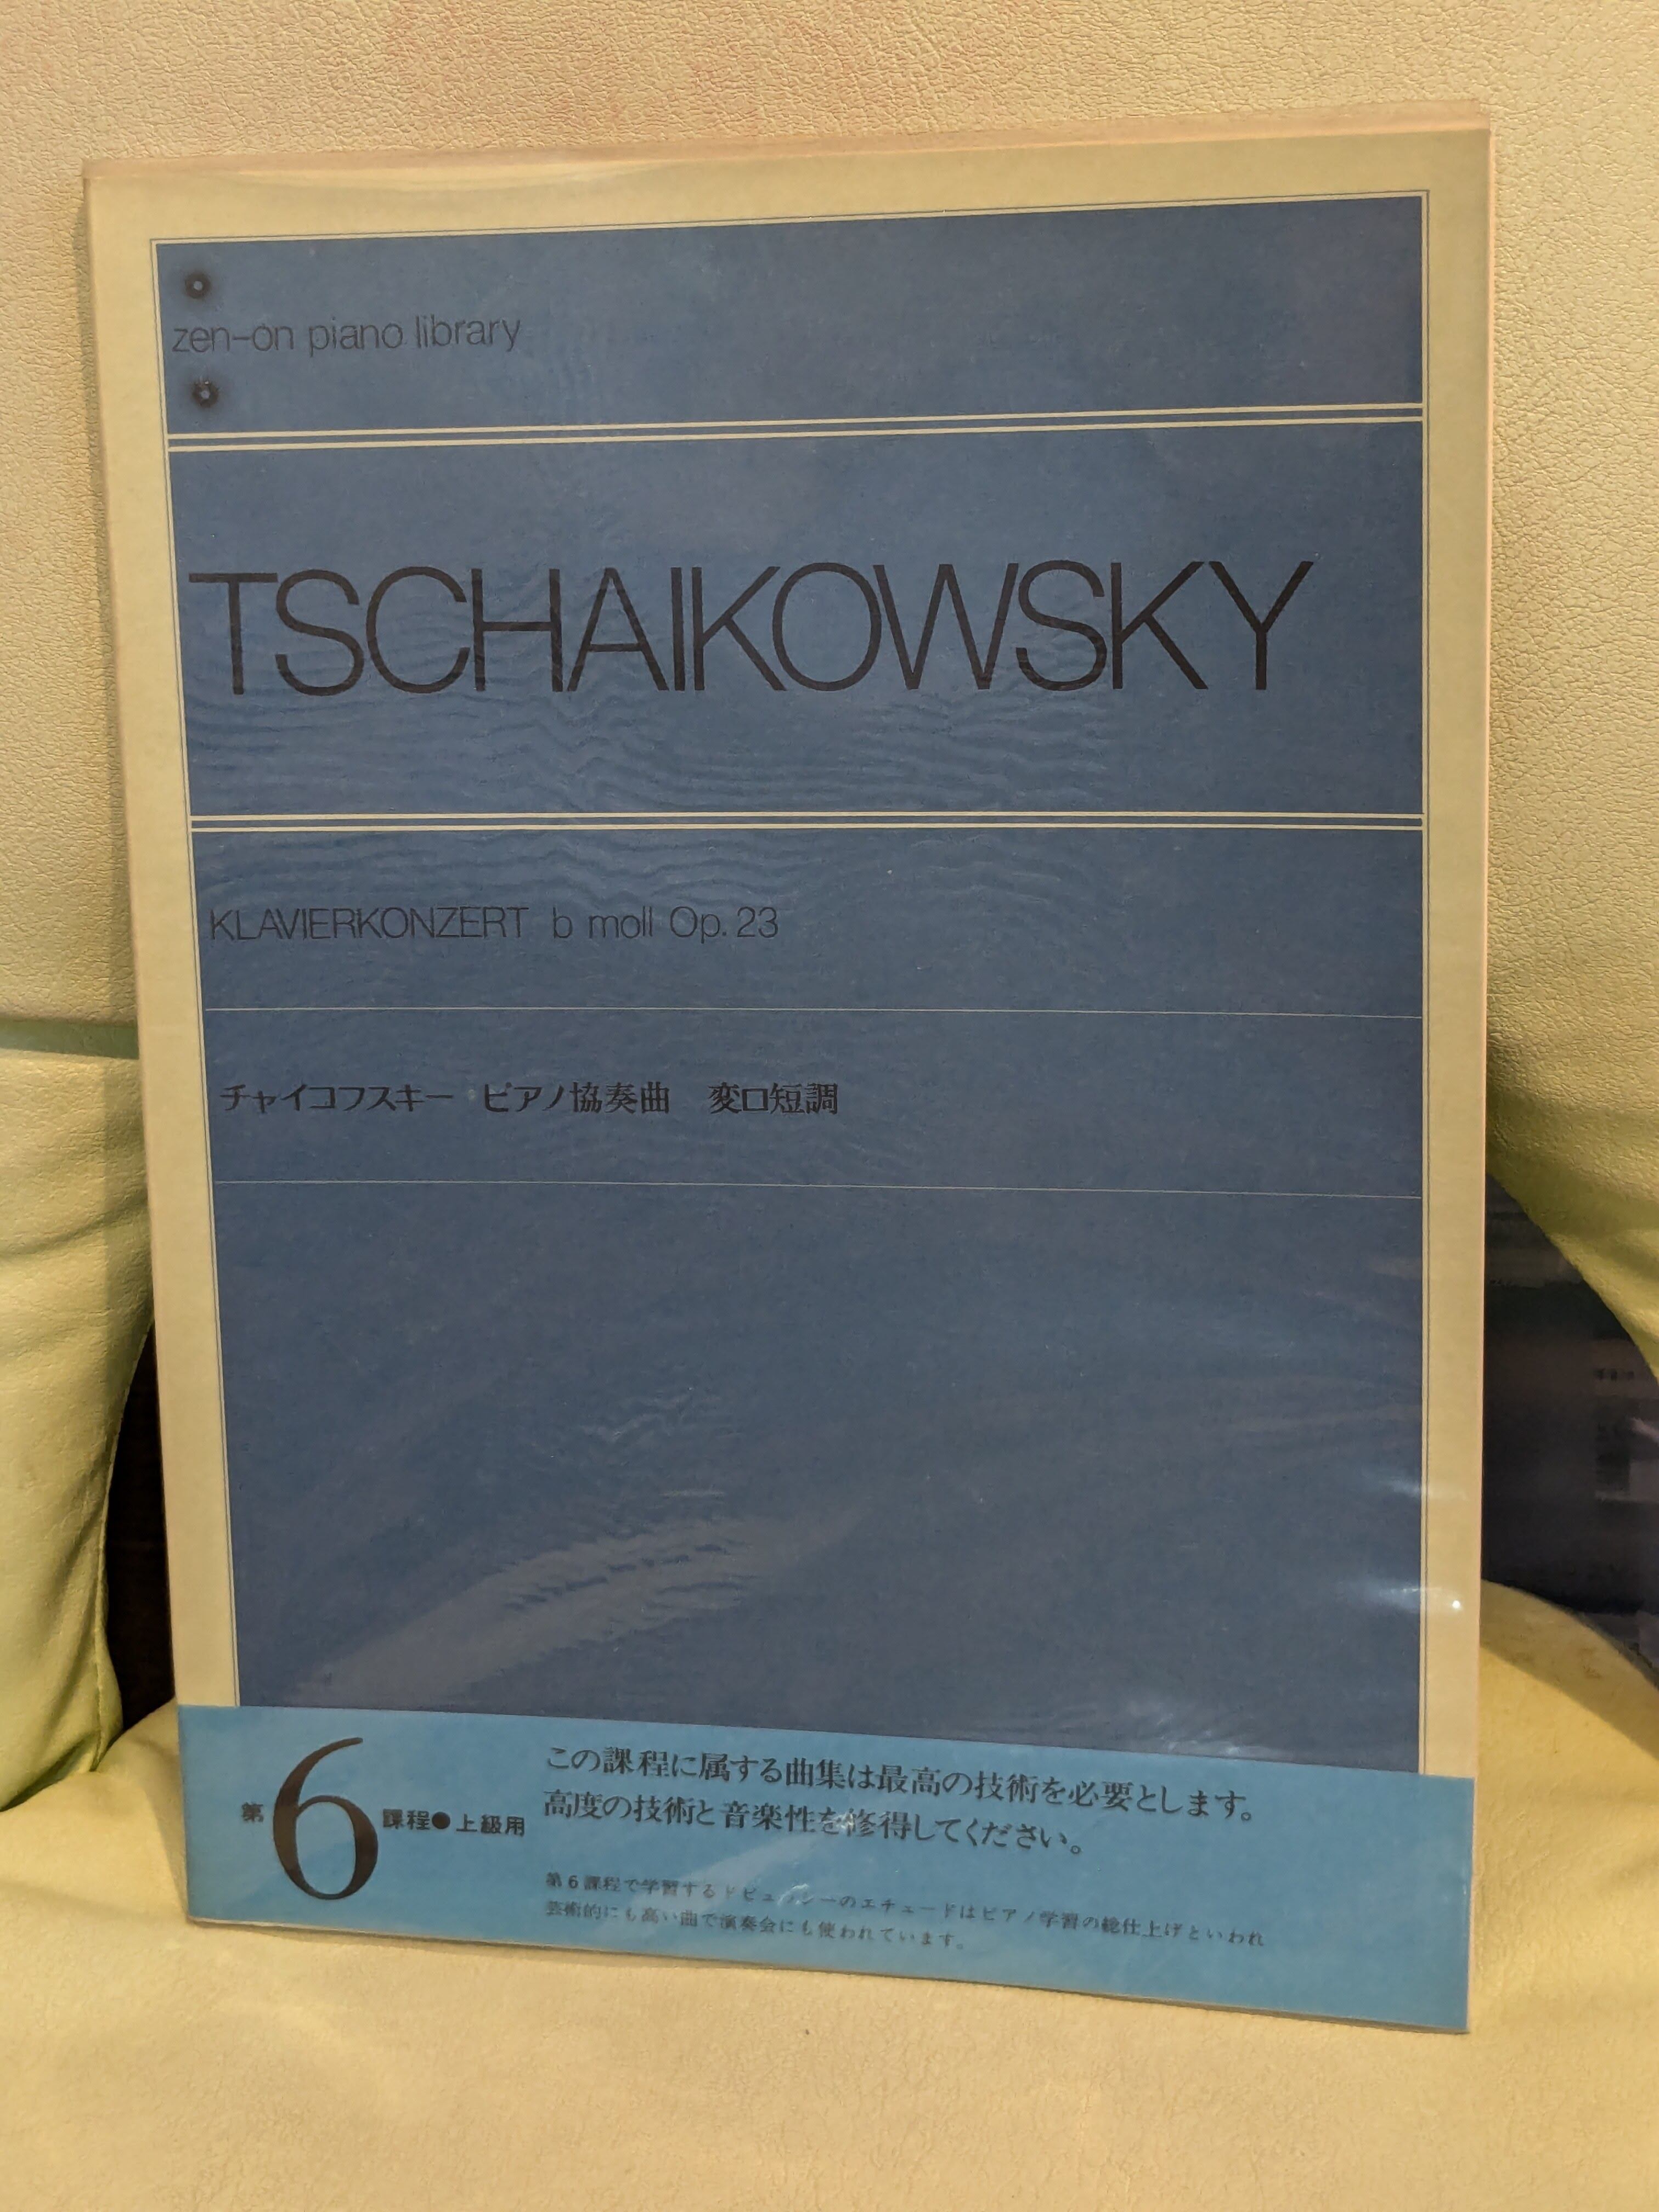 zen-on piano library
TSCHAIKOWSKY
KLAVIERKONZERT b moll Op. 23
チャイコフスキー ピアノ協奏曲 変ロ短調
第6課程●上級用
この課程に属する曲集は最高の技術を必要とします。
高度の技術と音楽性を修得してください。
第6課程で学習するドビュッシーのエチュードはピアノ学習の総仕上げといわれ
芸術的にも高い曲で演奏会にも使われています。